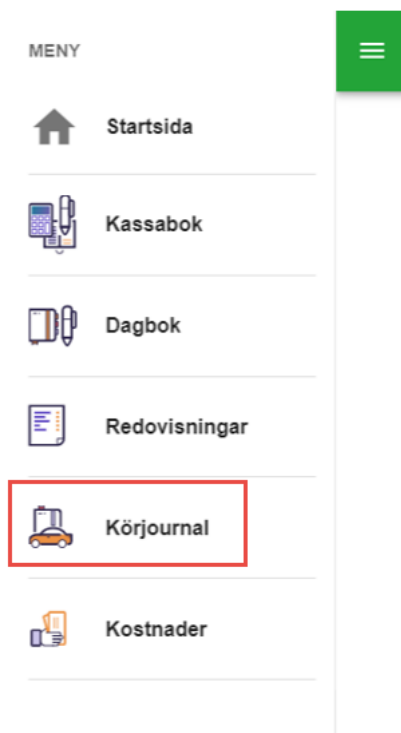 MENY
Startsida
Kassabok
Dagbok
Redovisningar
Körjournal
Kostnader